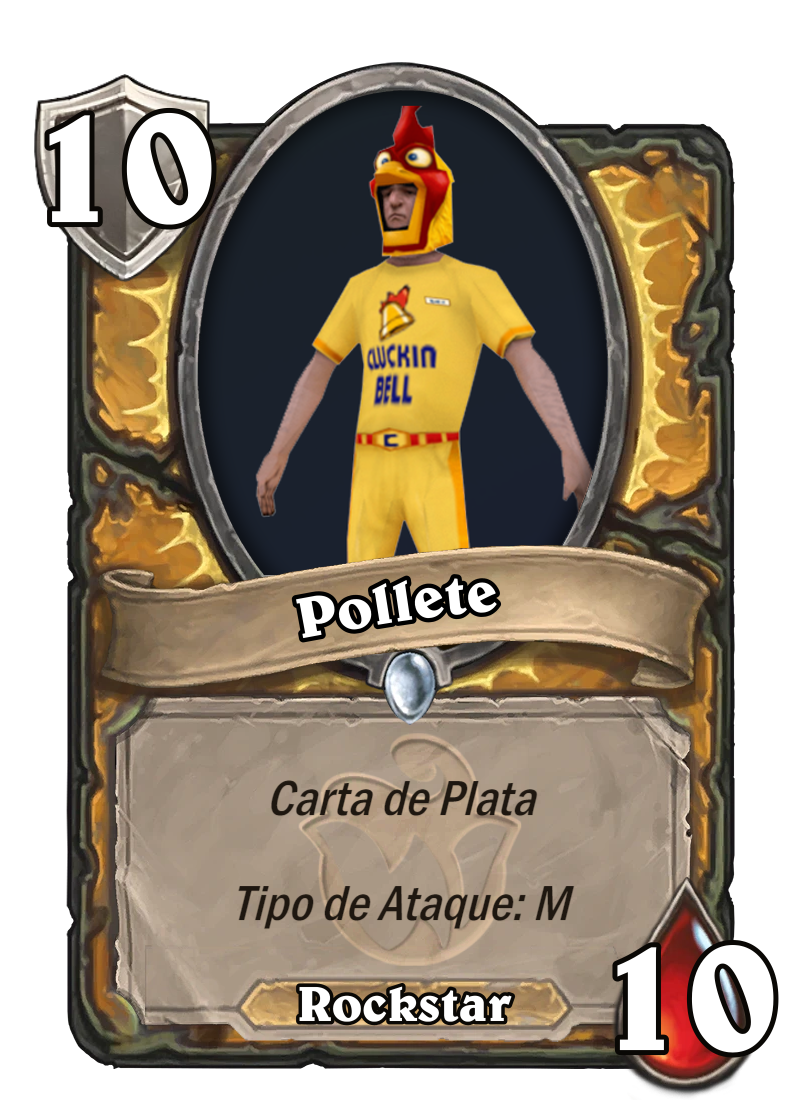 10
CLUCKIN
BELL
Pollete
Carta de Plata
Tipo de Ataque: M
Rockstar
10